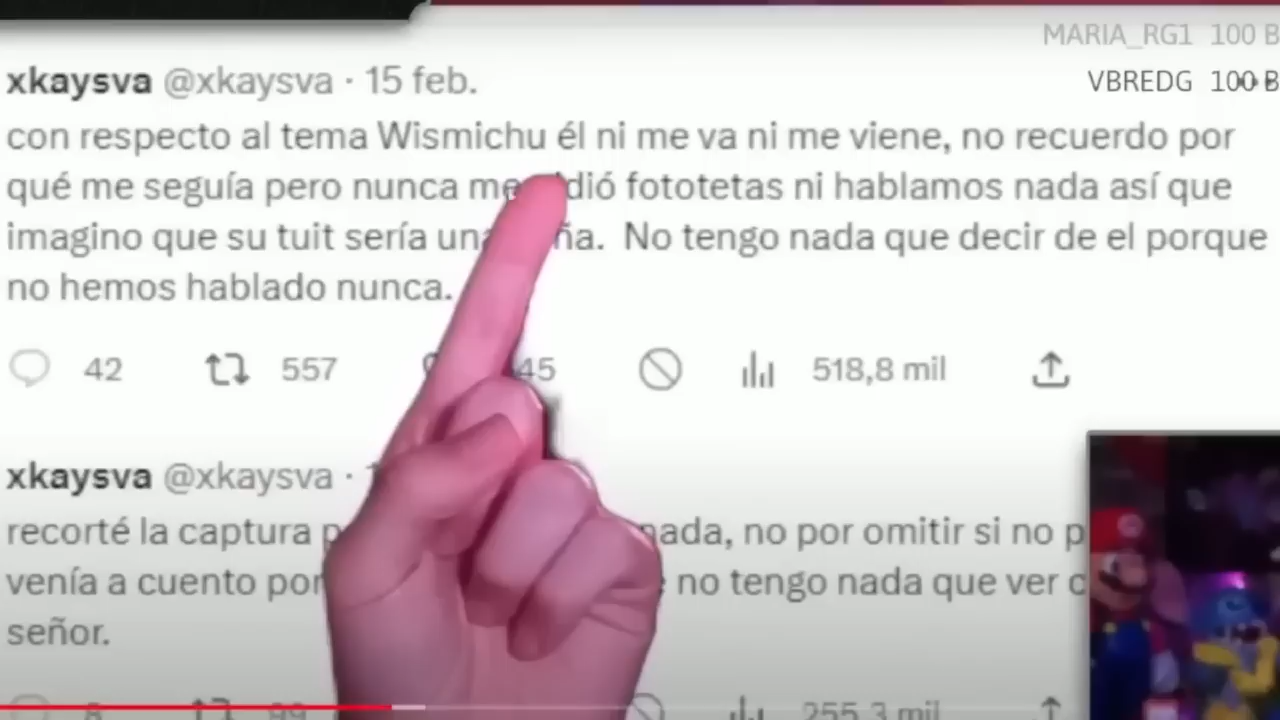 MARIA_RG1 100 B
xkaysva @xkaysva · 15 feb.
VBREDG 100 B
con respecto al tema Wismichu él ni me va ni me viene, no recuerdo por
qué me seguía pero nunca me dió fototetas ni hablamos nada así que
imagino que su tuit sería una ña. No tengo nada que decir de el porque
no hemos hablado nunca.
42 557 45 518,8 mil
xkaysva @xkaysva ·
recorté la captura nada, no por omitir si no p
venía a cuento por no tengo nada que ver c
señor.
8 99 255,3 mil